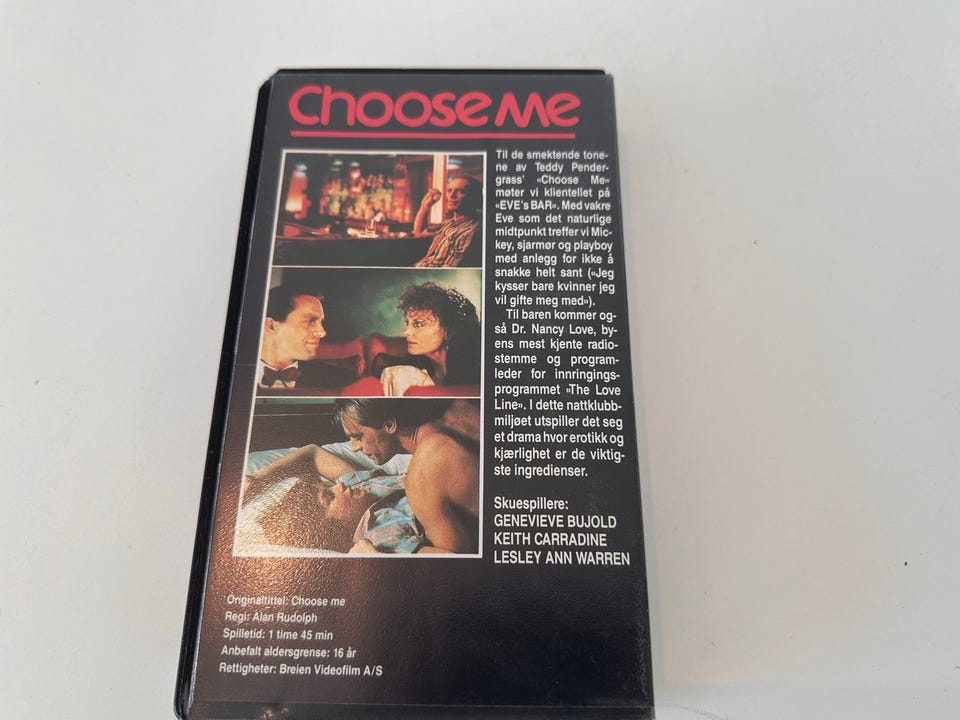 Choose Me
Til de smektende tone-
ne av Teddy Pender-
grass' «Choose Me»
møter vi klientellet på
«EVE's BAR». Med vakre
Eve som det naturlige
midtpunkt treffer vi Mic-
key, sjarmør og playboy
med anlegg for ikke å
snakke helt sant («Jeg
kysser bare kvinner jeg
vil gifte meg med»).
Til baren kommer og-
så Dr. Nancy Love, by-
ens mest kjente radio-
stemme og program-
leder for innringings-
programmet «The Love
Line». I dette nattklubb-
miljøet utspiller det seg
et drama hvor erotikk og
kjærlighet er de viktig-
ste ingredienser.
Skuespillere:
GENEVIEVE BUJOLD
KEITH CARRADINE
LESLEY ANN WARREN
Originaltittel: Choose me
Regi: Alan Rudolph
Spilletid: 1 time 45 min
Anbefalt aldersgrense: 16 år
Rettigheter: Breien Videofilm A/S